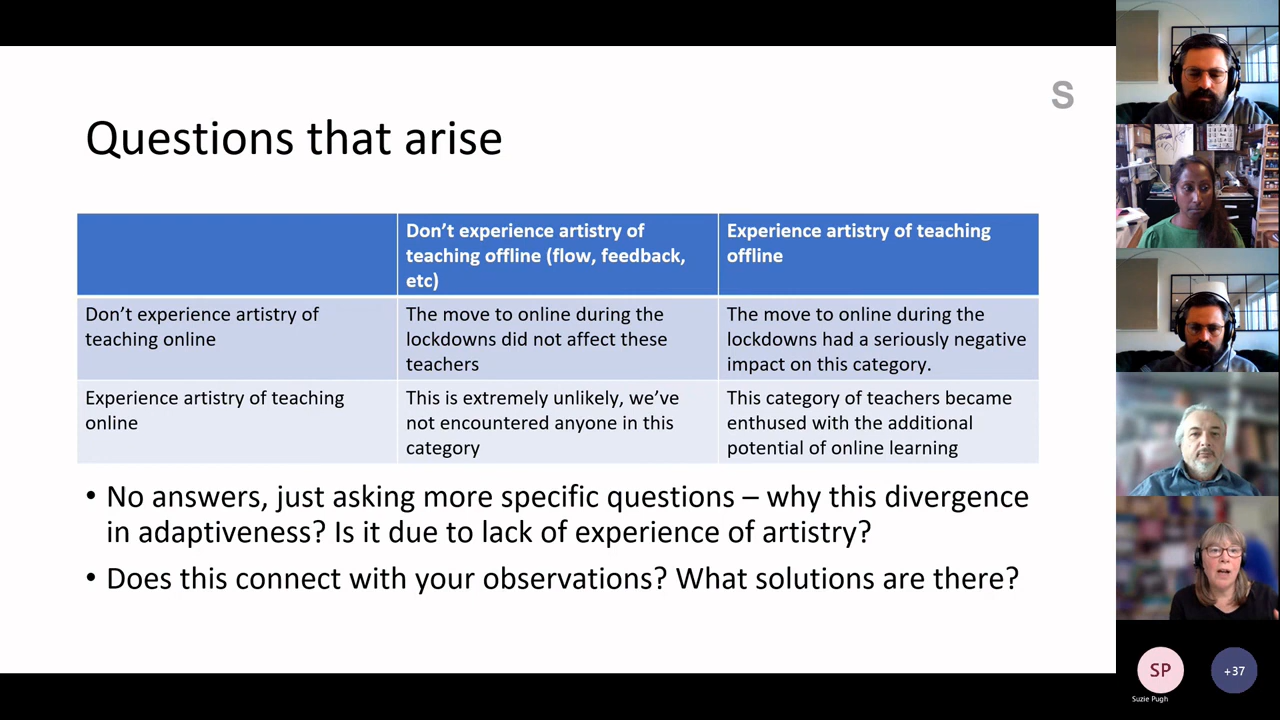 S
Questions that arise
Don’t experience artistry of
teaching offline (flow, feedback,
etc)
Experience artistry of teaching
offline
Don’t experience artistry of
teaching online
The move to online during the
lockdowns did not affect these
teachers
The move to online during the
lockdowns had a seriously negative
impact on this category.
Experience artistry of teaching
online
This is extremely unlikely, we’ve
not encountered anyone in this
category
This category of teachers became
enthused with the additional
potential of online learning
• No answers, just asking more specific questions – why this divergence
in adaptiveness? Is it due to lack of experience of artistry?
• Does this connect with your observations? What solutions are there?
SP
Suzie Pugh
+37